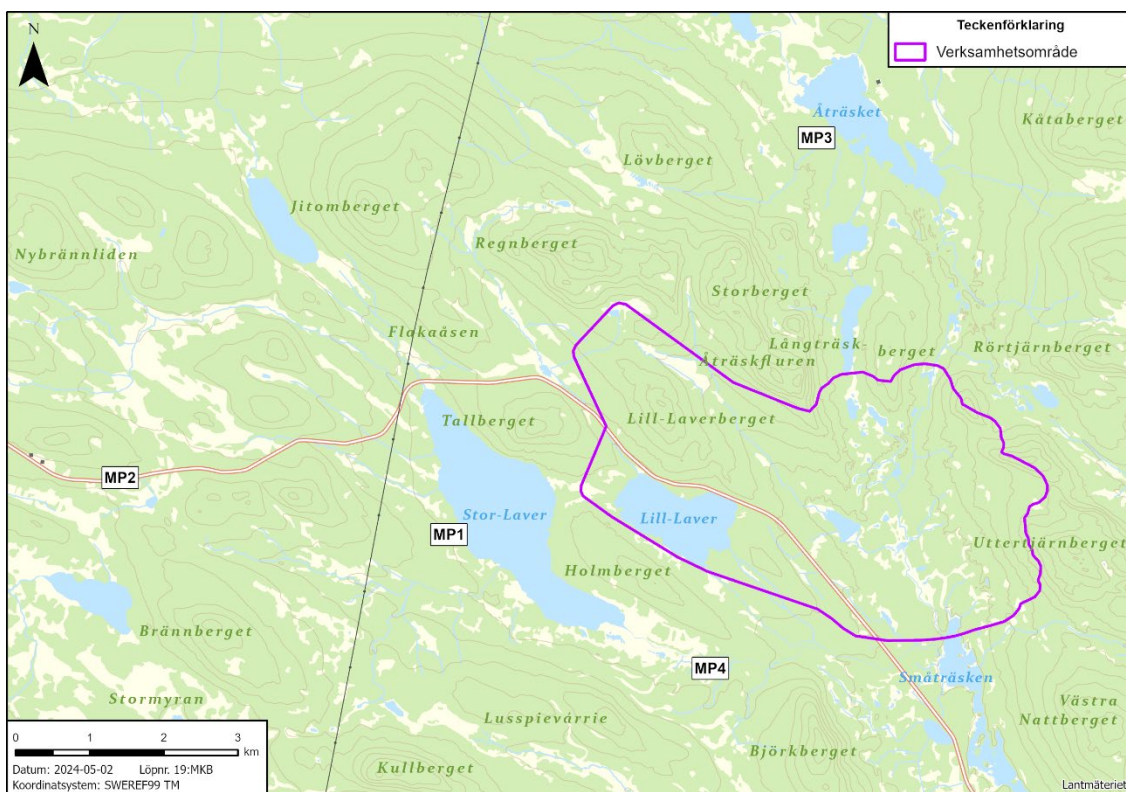 N
Teckenförklaring
Verksamhetsområde
Åträsket
Kåtaberget
MP3
Lövberget
Jitomberget
Regnberget
Nybrännliden
Storberget
Flakaåsen
Långträsk-
berget
Rörtjärnberget
Åträskfluren
Tallberget
Lill-Laverberget
MP2
Stor-Laver
Lill-Laver
MP1
Uttertjärnberget
Holmberget
Brännberget
MP4
Småträsken
Stormyran
Västra
Nattberget
Lusspievárrie
Björkberget
Kullberget
0 1 2 3
km
Datum: 2024-05-02 Löpnr. 19:MKB
Koordinatsystem: SWEREF99 TM
Lantmäteriet